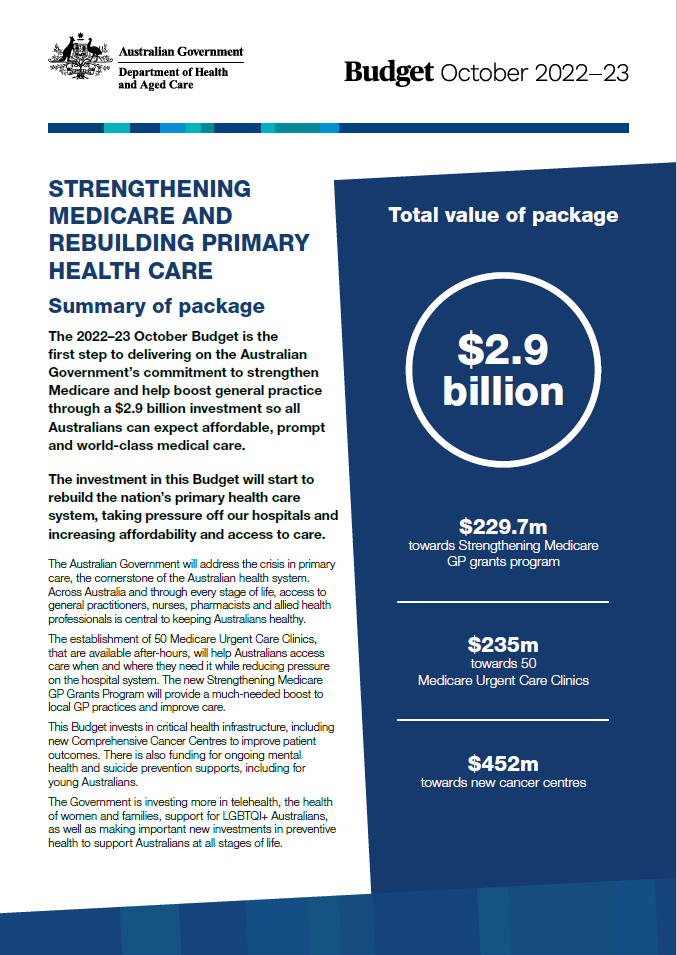 Australian Government
Department of Health
and Aged Care
Budget October 2022–23
STRENGTHENING
MEDICARE AND
REBUILDING PRIMARY
HEALTH CARE
Summary of package
The 2022–23 October Budget is the
first step to delivering on the Australian
Government’s commitment to strengthen
Medicare and help boost general practice
through a $2.9 billion investment so all
Australians can expect affordable, prompt
and world-class medical care.
The investment in this Budget will start to
rebuild the nation’s primary health care
system, taking pressure off our hospitals and
increasing affordability and access to care.
The Australian Government will address the crisis in primary
care, the cornerstone of the Australian health system.
Across Australia and through every stage of life, access to
general practitioners, nurses, pharmacists and allied health
professionals is central to keeping Australians healthy.
The establishment of 50 Medicare Urgent Care Clinics,
that are available after-hours, will help Australians access
care when and where they need it while reducing pressure
on the hospital system. The new Strengthening Medicare
GP Grants Program will provide a much-needed boost to
local GP practices and improve care.
This Budget invests in critical health infrastructure, including
new Comprehensive Cancer Centres to improve patient
outcomes. There is also funding for ongoing mental
health and suicide prevention supports, including for
young Australians.
The Government is investing more in telehealth, the health
of women and families, support for LGBTQI+ Australians,
as well as making important new investments in preventive
health to support Australians at all stages of life.
Total value of package
$2.9
billion
$229.7m
towards Strengthening Medicare
GP grants program
$235m
towards 50
Medicare Urgent Care Clinics
$452m
towards new cancer centres